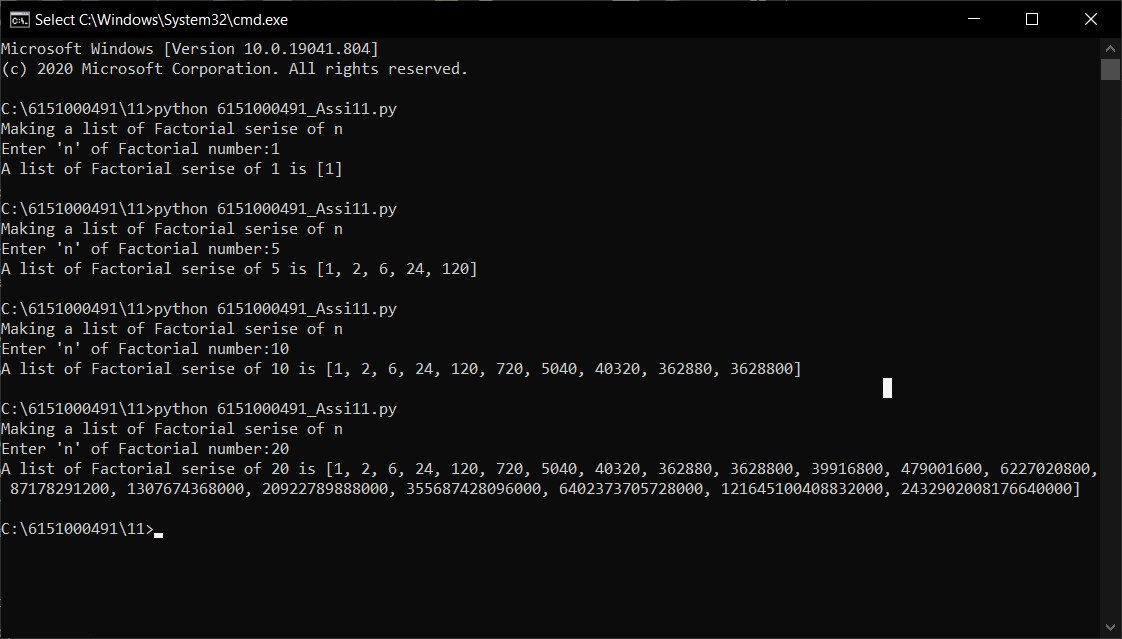 Select C:\Windows\System32\cmd.exe
Microsoft Windows [Version 10.0.19041.804]
(c) 2020 Microsoft Corporation. All rights reserved.
C:\6151000491\11>python 6151000491_Assi11.py
Making a list of Factorial serise of n
Enter 'n' of Factorial number:1
A list of Factorial serise of 1 is [1]
C:\6151000491\11>python 6151000491_Assi11.py
Making a list of Factorial serise of n
Enter 'n' of Factorial number:5
A list of Factorial serise of 5 is [1, 2, 6, 24, 120]
C:\6151000491\11>python 6151000491_Assi11.py
Making a list of Factorial serise of n
Enter 'n' of Factorial number:10
A list of Factorial serise of 10 is [1, 2, 6, 24, 120, 720, 5040, 40320, 362880, 3628800]
C:\6151000491\11>python 6151000491_Assi11.py
Making a list of Factorial serise of n
Enter 'n' of Factorial number:20
A list of Factorial serise of 20 is [1, 2, 6, 24, 120, 720, 5040, 40320, 362880, 3628800, 39916800, 479001600, 6227020800,
87178291200, 1307674368000, 20922789888000, 355687428096000, 6402373705728000, 121645100408832000, 2432902008176640000]
C:\6151000491\11>